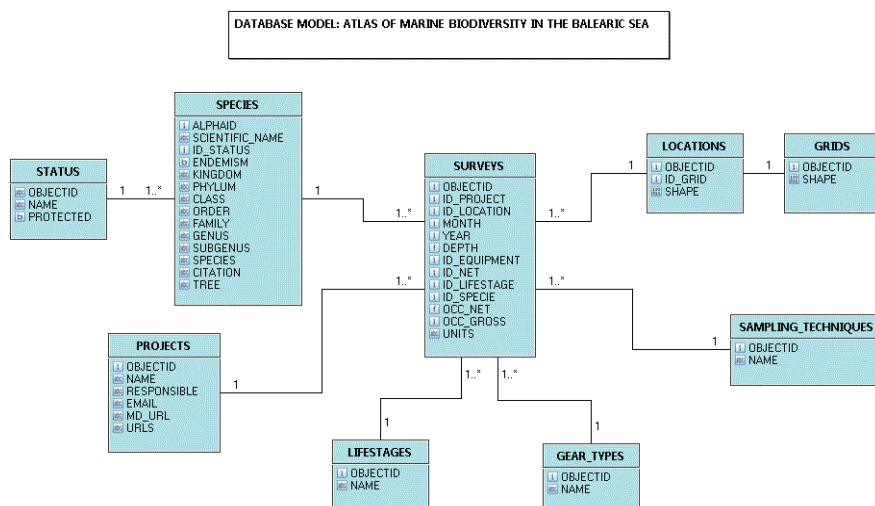 DATABASE MODEL: ATLAS OF MARINE BIODIVERSITY IN THE BALEARIC SEA
STATUS
OBJECTID
NAME
PROTECTED
1
1..*
SPECIES
ALPHAID
SCIENTIFIC_NAME
ID_STATUS
ENDEMISM
KINGDOM
PHYLUM
CLASS
ORDER
FAMILY
GENUS
SUBGENUS
SPECIES
CITATION
TREE
1
1..*
SURVEYS
OBJECTID
ID_PROJECT
ID_LOCATION
MONTH
YEAR
DEPTH
ID_EQUIPMENT
ID_NET
ID_LIFESTAGE
ID_SPECIE
OCC_NET
OCC_GROSS
UNITS
1..*
1
LOCATIONS
OBJECTID
ID_GRID
SHAPE
1
1
GRIDS
OBJECTID
SHAPE
1..*
1
SAMPLING_TECHNIQUES
OBJECTID
NAME
PROJECTS
OBJECTID
NAME
RESPONSIBLE
EMAIL
MD_URL
URLS
1
1..*
1..*
1
LIFESTAGES
OBJECTID
NAME
1..*
1
GEAR_TYPES
OBJECTID
NAME